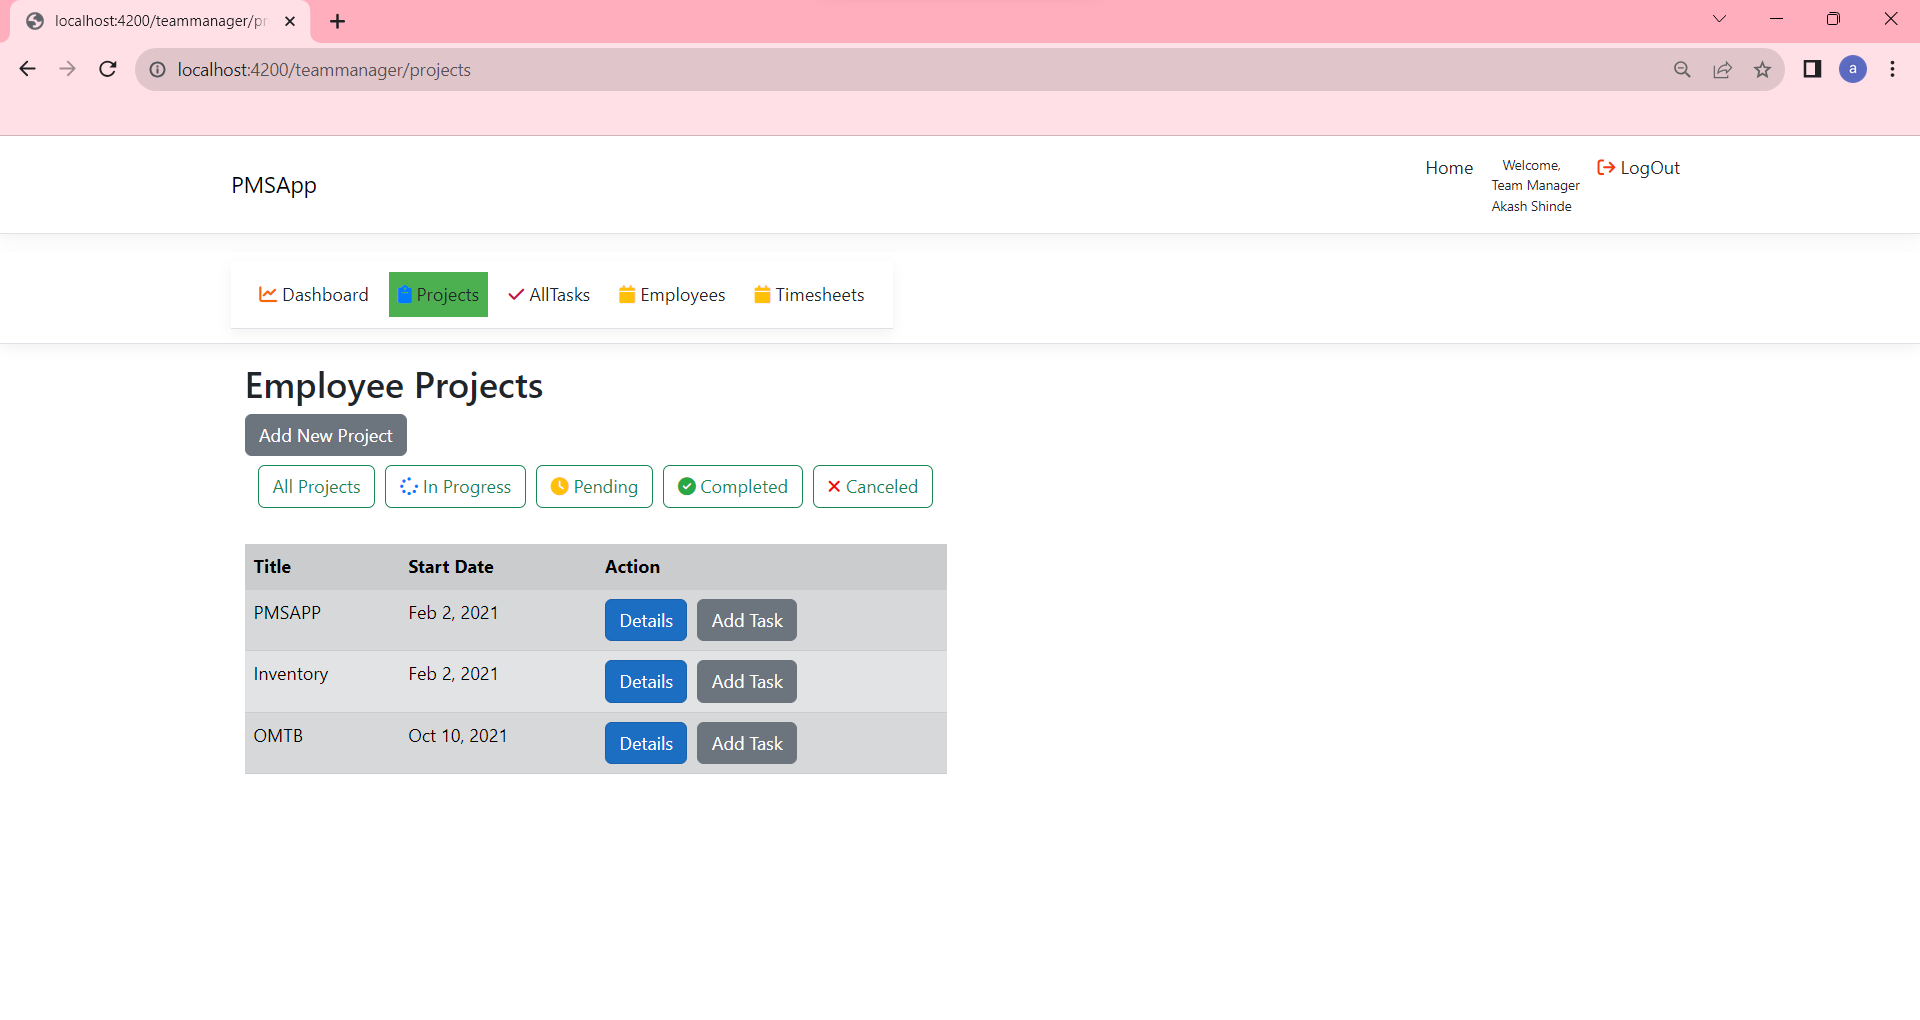 localhost:4200/teammanager/pr
localhost:4200/teammanager/projects
a
PMSApp
Home
Welcome,
Team Manager
Akash Shinde
LogOut
Dashboard
Projects
AllTasks
Employees
Timesheets
Employee Projects
Add New Project
All Projects
In Progress
Pending
Completed
Canceled
Title Start Date Action
PMSAPP Feb 2, 2021 Details Add Task
Inventory Feb 2, 2021 Details Add Task
OMTB Oct 10, 2021 Details Add Task